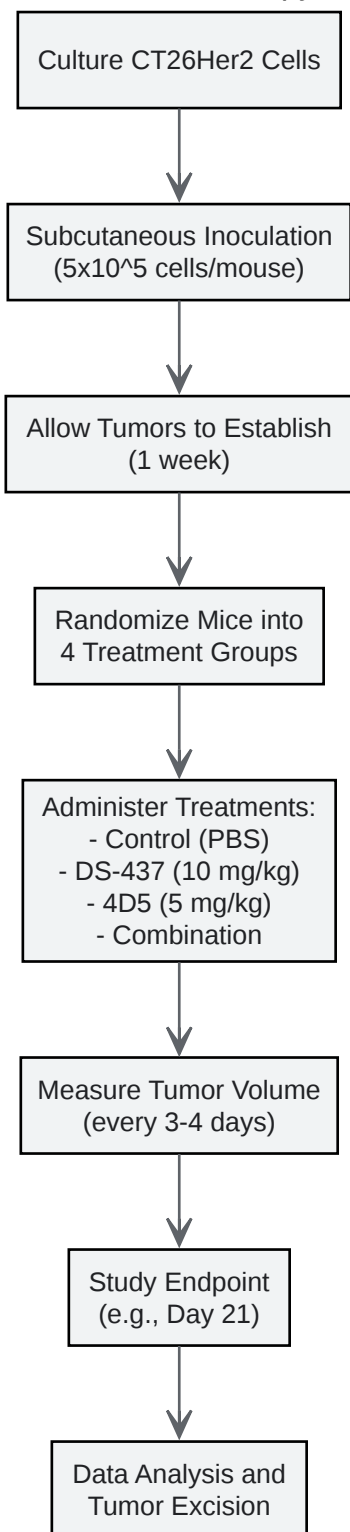 Culture CT26Her2 Cells
Subcutaneous Inoculation
(5x10^5 cells/mouse)
Allow Tumors to Establish
(1 week)
Randomize Mice into
4 Treatment Groups
Administer Treatments:
- Control (PBS)
- DS-437 (10 mg/kg)
- 4D5 (5 mg/kg)
- Combination
Measure Tumor Volume
(every 3-4 days)
Study Endpoint
(e.g., Day 21)
Data Analysis and
Tumor Excision